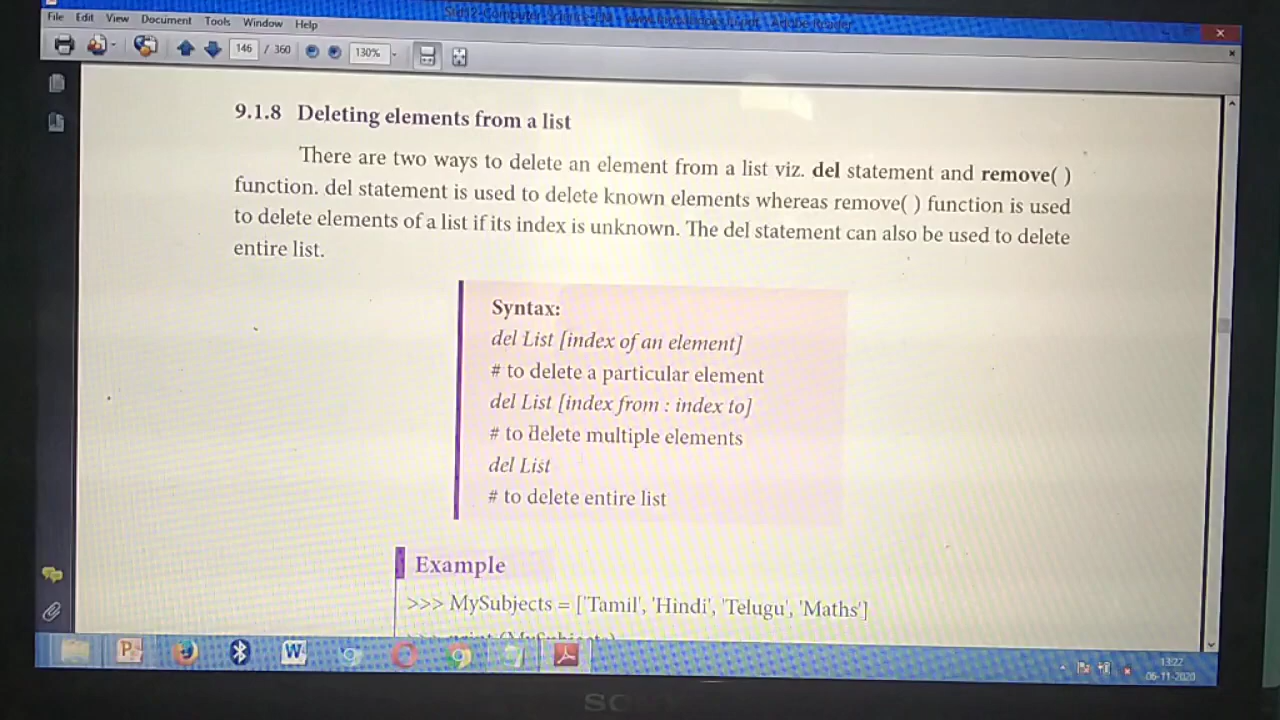 File Edit View Document Tools Window Help
146 / 360 130%
9.1.8 Deleting elements from a list
There are two ways to delete an element from a list viz. del statement and remove( )
function. del statement is used to delete known elements whereas remove( ) function is used
to delete elements of a list if its index is unknown. The del statement can also be used to delete
entire list.
Syntax:
del List [index of an element]
# to delete a particular element
del List [index from : index to]
# to delete multiple elements
del List
# to delete entire list
Example
>>> MySubjects = ['Tamil', 'Hindi', 'Telugu', 'Maths']
13:22
06-11-2020